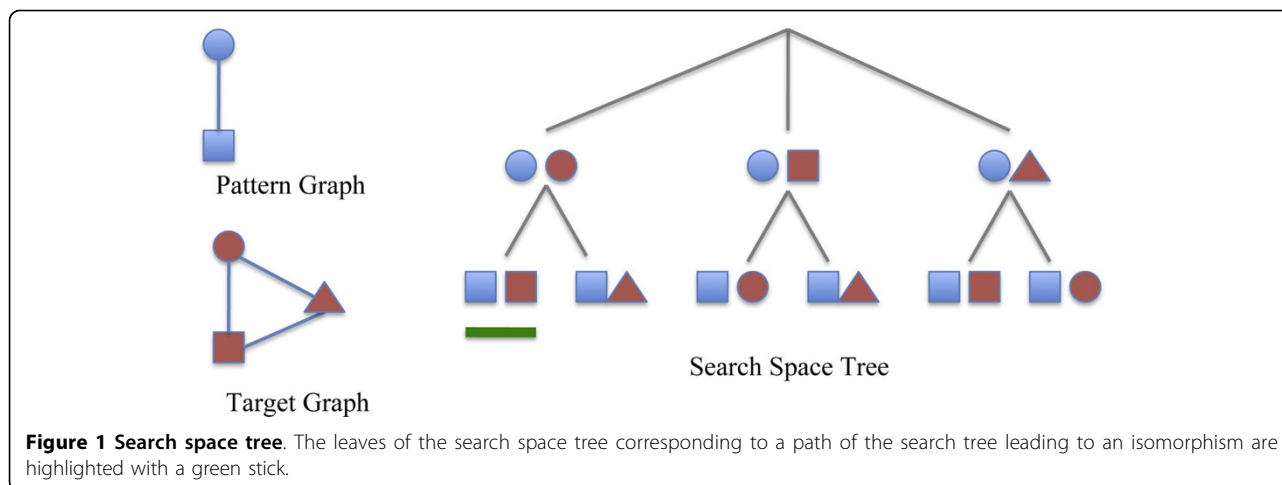 Pattern Graph
Target Graph
Search Space Tree
Figure 1 Search space tree. The leaves of the search space tree corresponding to a path of the search tree leading to an isomorphism are
highlighted with a green stick.